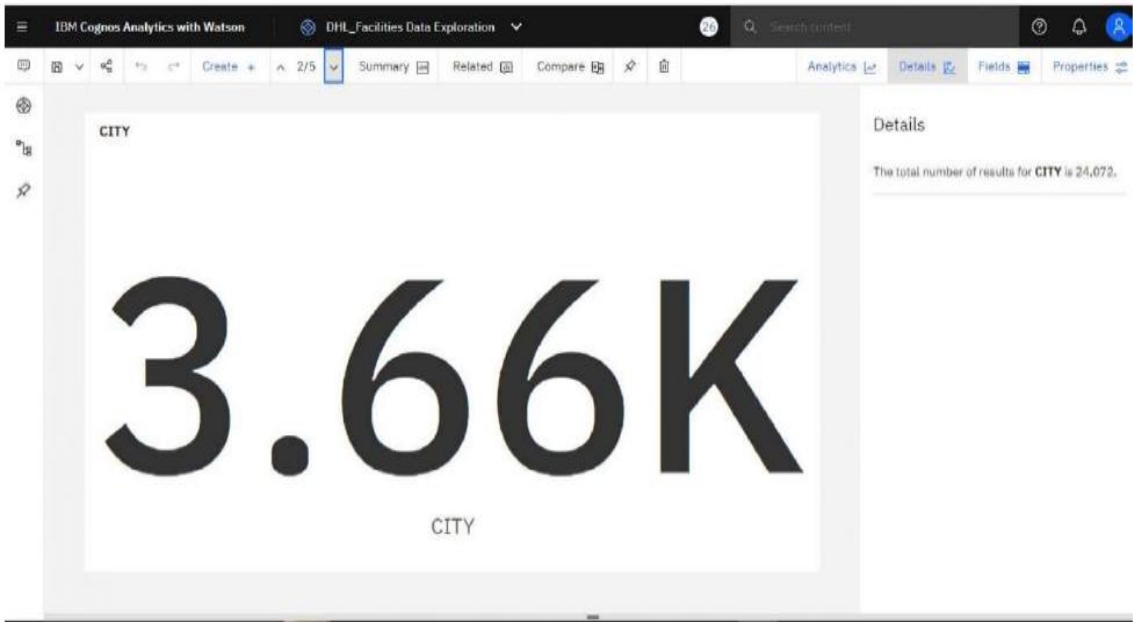 IBM Cognos Analytics with Watson
DHL_Facilities Data Exploration
26
Search content
Create +
2/5
Summary
Related
Compare
Analytics
Details
Fields
Properties
CITY
3.66K
CITY
Details
The total number of results for CITY is 24,072.